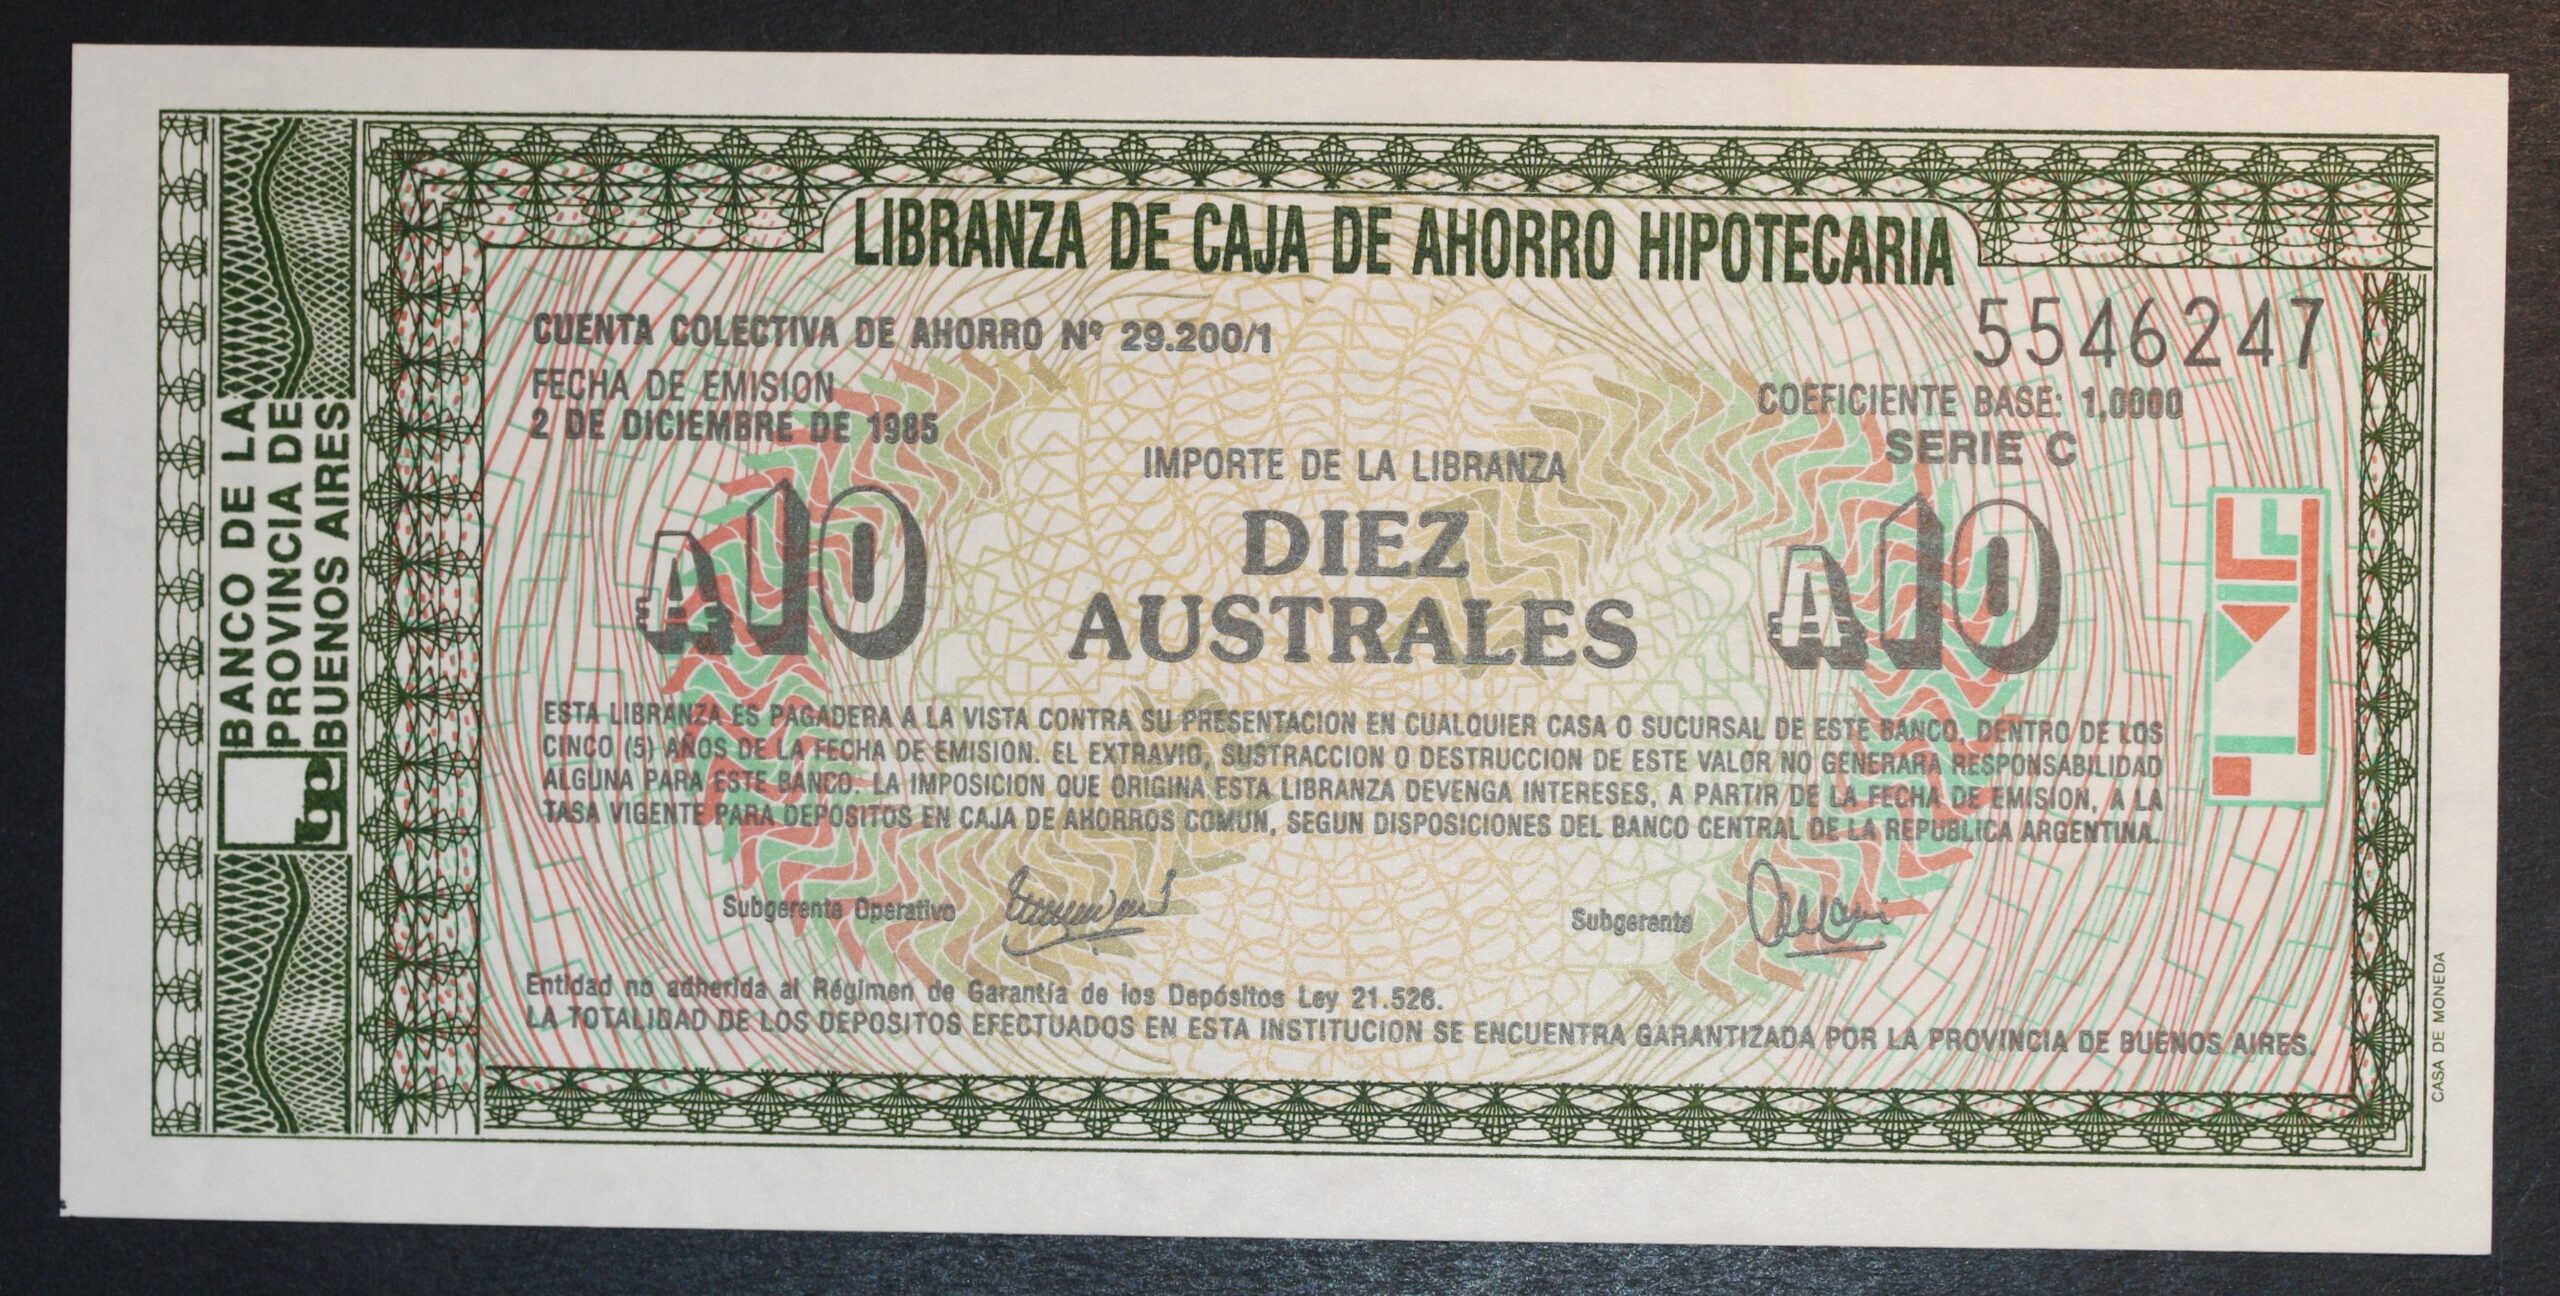 LIBRANZA DE CAJA DE AHORRO HIPOTECARIA
CUENTA COLECTIVA DE AHORRO Nº 29.200/1
5546247
FECHA DE EMISION
2 DE DICIEMBRE DE 1985
COEFICIENTE BASE: 1,0000
SERIE C
IMPORTE DE LA LIBRANZA
A10
DIEZ
AUSTRALES
A10
ESTA LIBRANZA ES PAGADERA A LA VISTA CONTRA SU PRESENTACION EN CUALQUIER CASA O SUCURSAL DE ESTE BANCO, DENTRO DE LOS
CINCO (5) AÑOS DE LA FECHA DE EMISION. EL EXTRAVIO, SUSTRACCION O DESTRUCCION DE ESTE VALOR NO GENERARA RESPONSABILIDAD
ALGUNA PARA ESTE BANCO. LA IMPOSICION QUE ORIGINA ESTA LIBRANZA DEVENGA INTERESES, A PARTIR DE LA FECHA DE EMISION, A LA
TASA VIGENTE PARA DEPOSITOS EN CAJA DE AHORROS COMUN, SEGUN DISPOSICIONES DEL BANCO CENTRAL DE LA REPUBLICA ARGENTINA.
Subgerente Operativo
Subgerente
Entidad no adherida al Régimen de Garantía de los Depósitos Ley 21.526.
LA TOTALIDAD DE LOS DEPOSITOS EFECTUADOS EN ESTA INSTITUCION SE ENCUENTRA GARANTIZADA POR LA PROVINCIA DE BUENOS AIRES.
BANCO DE LA
PROVINCIA DE
BUENOS AIRES
CASA DE MONEDA